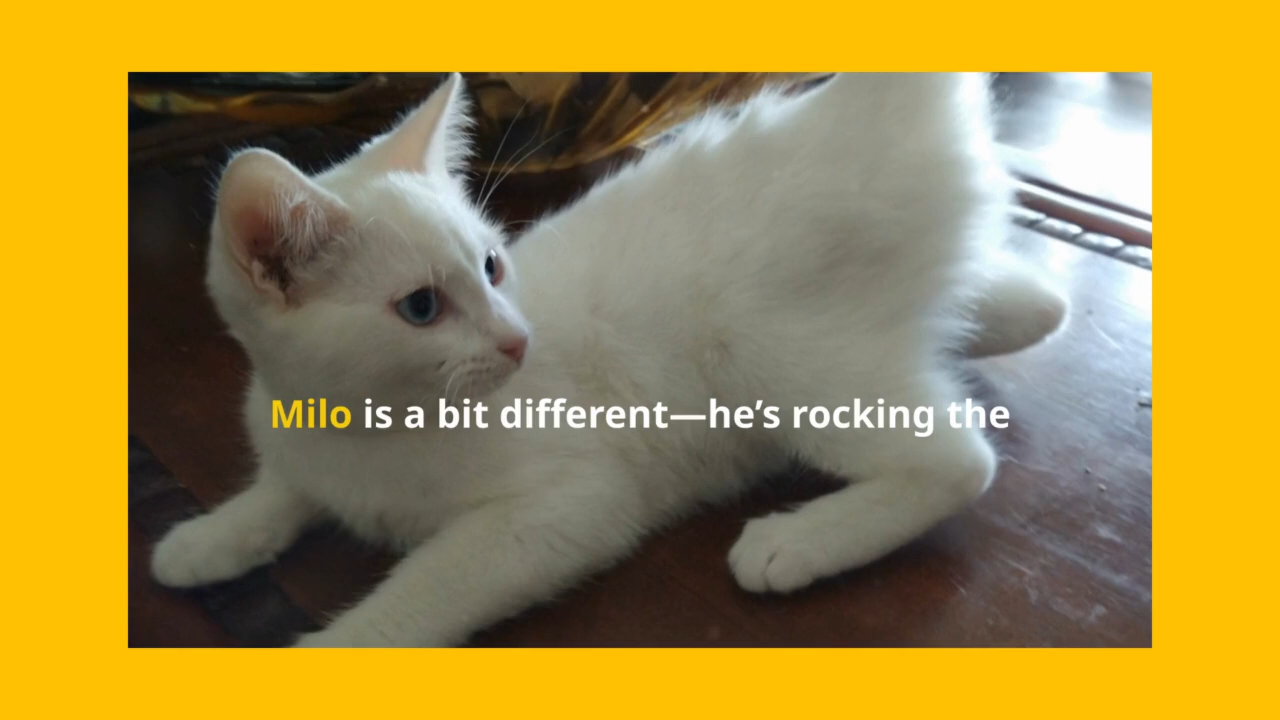 Milo is a bit different—he’s rocking the